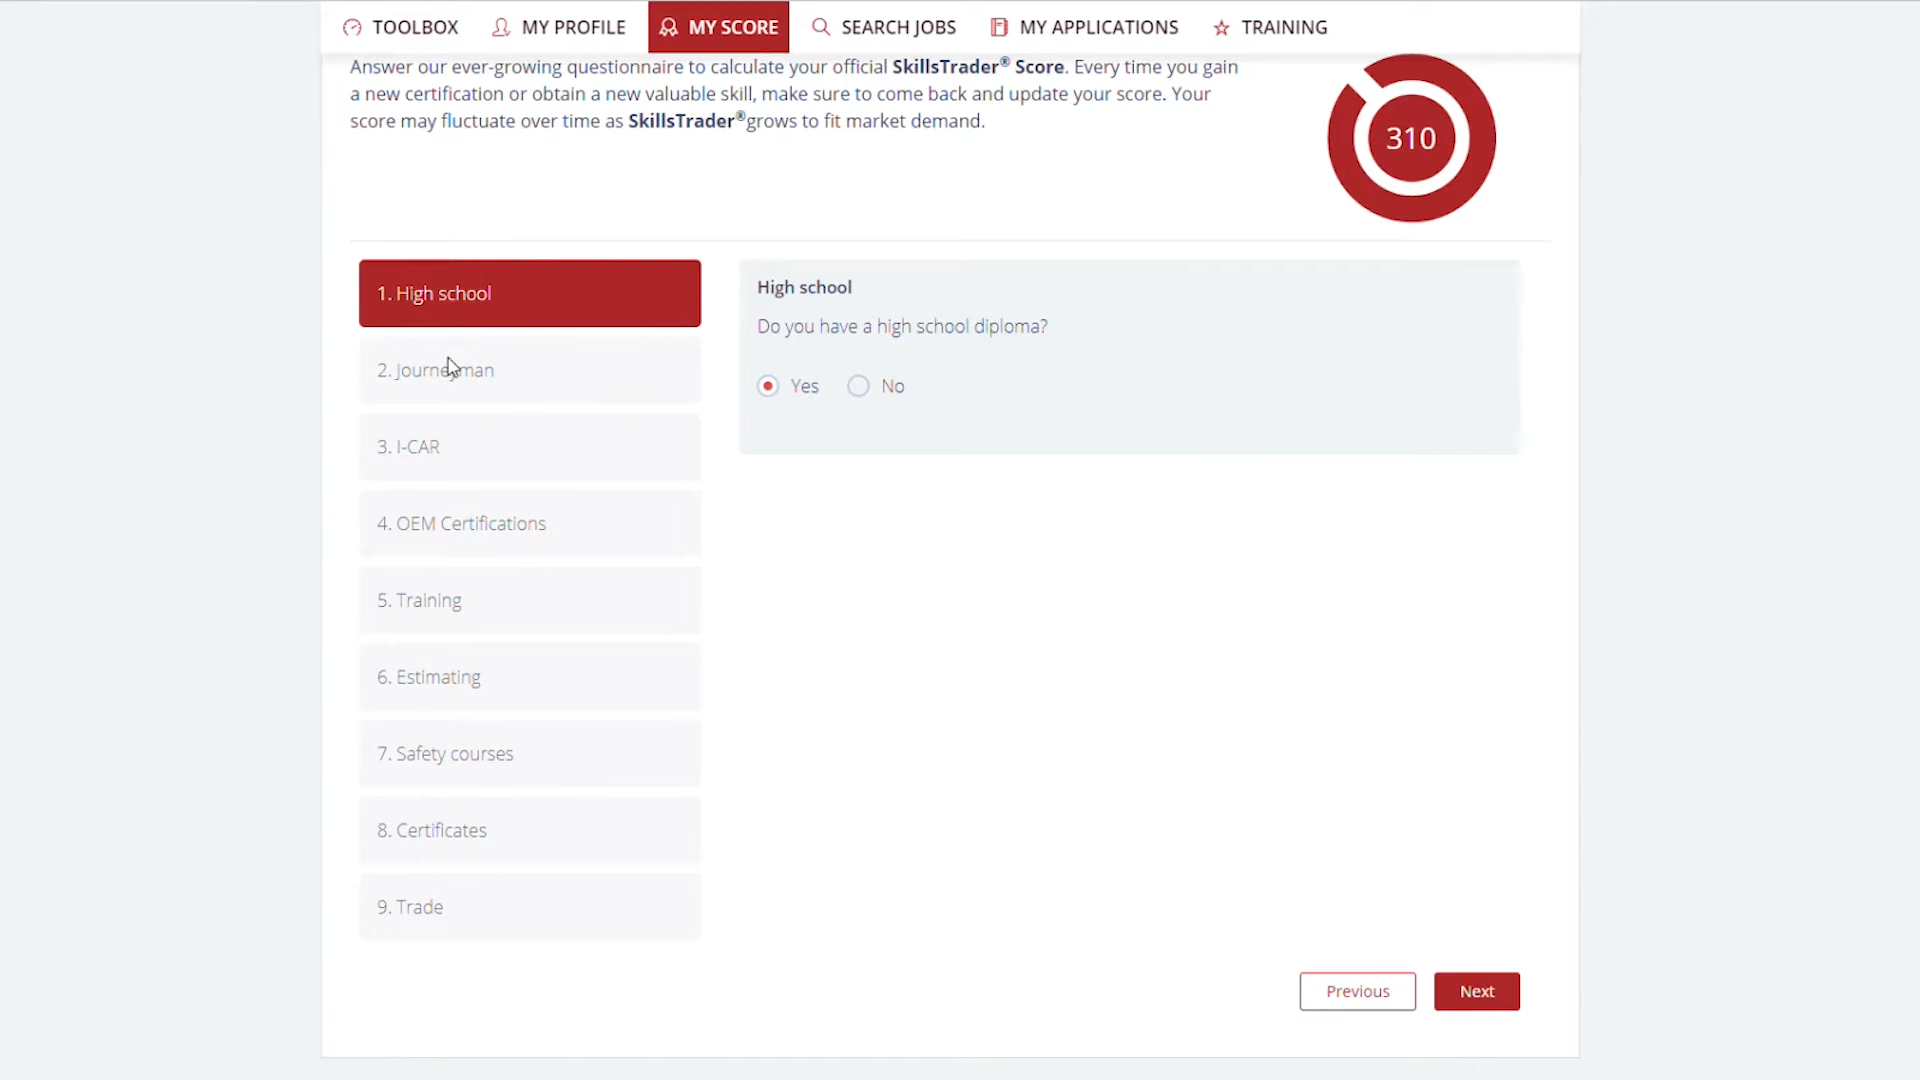 TOOLBOX MY PROFILE MY SCORE SEARCH JOBS MY APPLICATIONS TRAINING
Answer our ever-growing questionnaire to calculate your official SkillsTrader® Score. Every time you gain
a new certification or obtain a new valuable skill, make sure to come back and update your score. Your
score may fluctuate over time as SkillsTrader®grows to fit market demand.
310
1. High school
2. Journeyman
3. I-CAR
4. OEM Certifications
5. Training
6. Estimating
7. Safety courses
8. Certificates
9. Trade
High school
Do you have a high school diploma?
Yes No
Previous Next